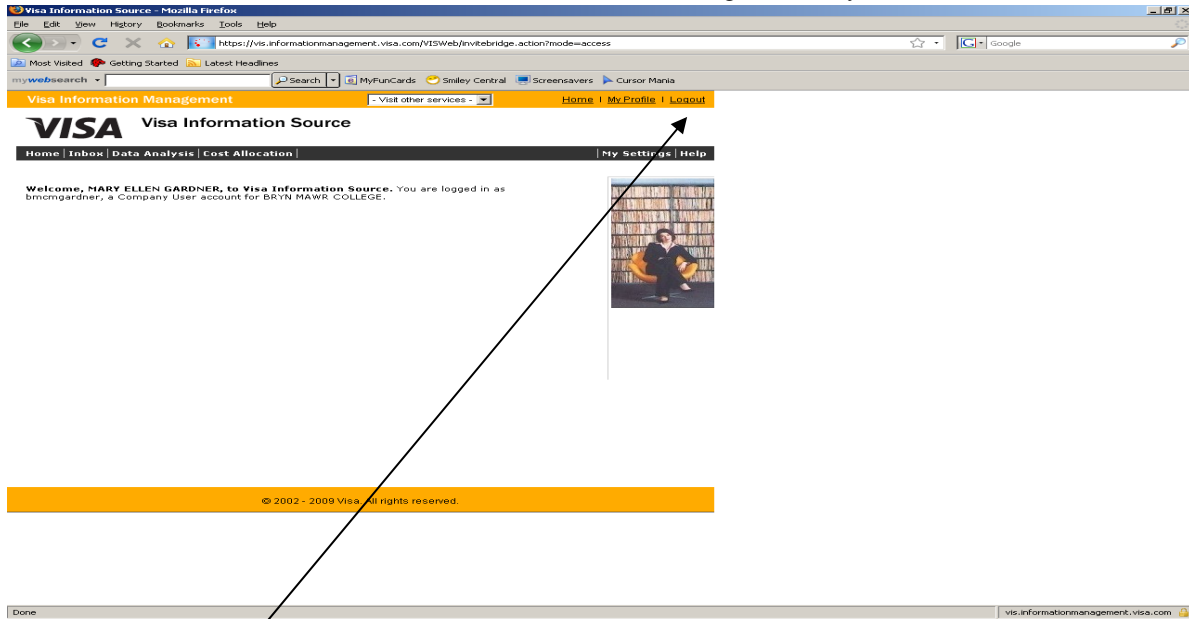 Visa Information Source - Mozilla Firefox
File Edit View History Bookmarks Tools Help
https://vis.informationmanagement.visa.com/VISWeb/invitebridge.action?mode=access
G Google
Most Visited Getting Started Latest Headlines
mywebsearch Search MyFunCards Smiley Central Screensavers Cursor Mania
Visa Information Management - Visit other services - Home | My Profile | Logout
VISA Visa Information Source
Home | Inbox | Data Analysis | Cost Allocation | | My Settings | Help
Welcome, MARY ELLEN GARDNER, to Visa Information Source. You are logged in as
bmcmgardner, a Company User account for BRYN MAWR COLLEGE.
© 2002 - 2009 Visa. All rights reserved.
Done vis.informationmanagement.visa.com